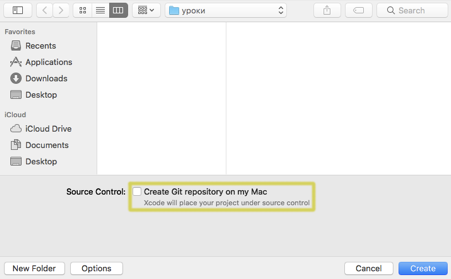 уроки
Search
Favorites
Recents
Applications
Downloads
Desktop
iCloud
iCloud Drive
Documents
Desktop
Source Control:
Create Git repository on my Mac
Xcode will place your project under source control
New Folder
Options
Cancel
Create